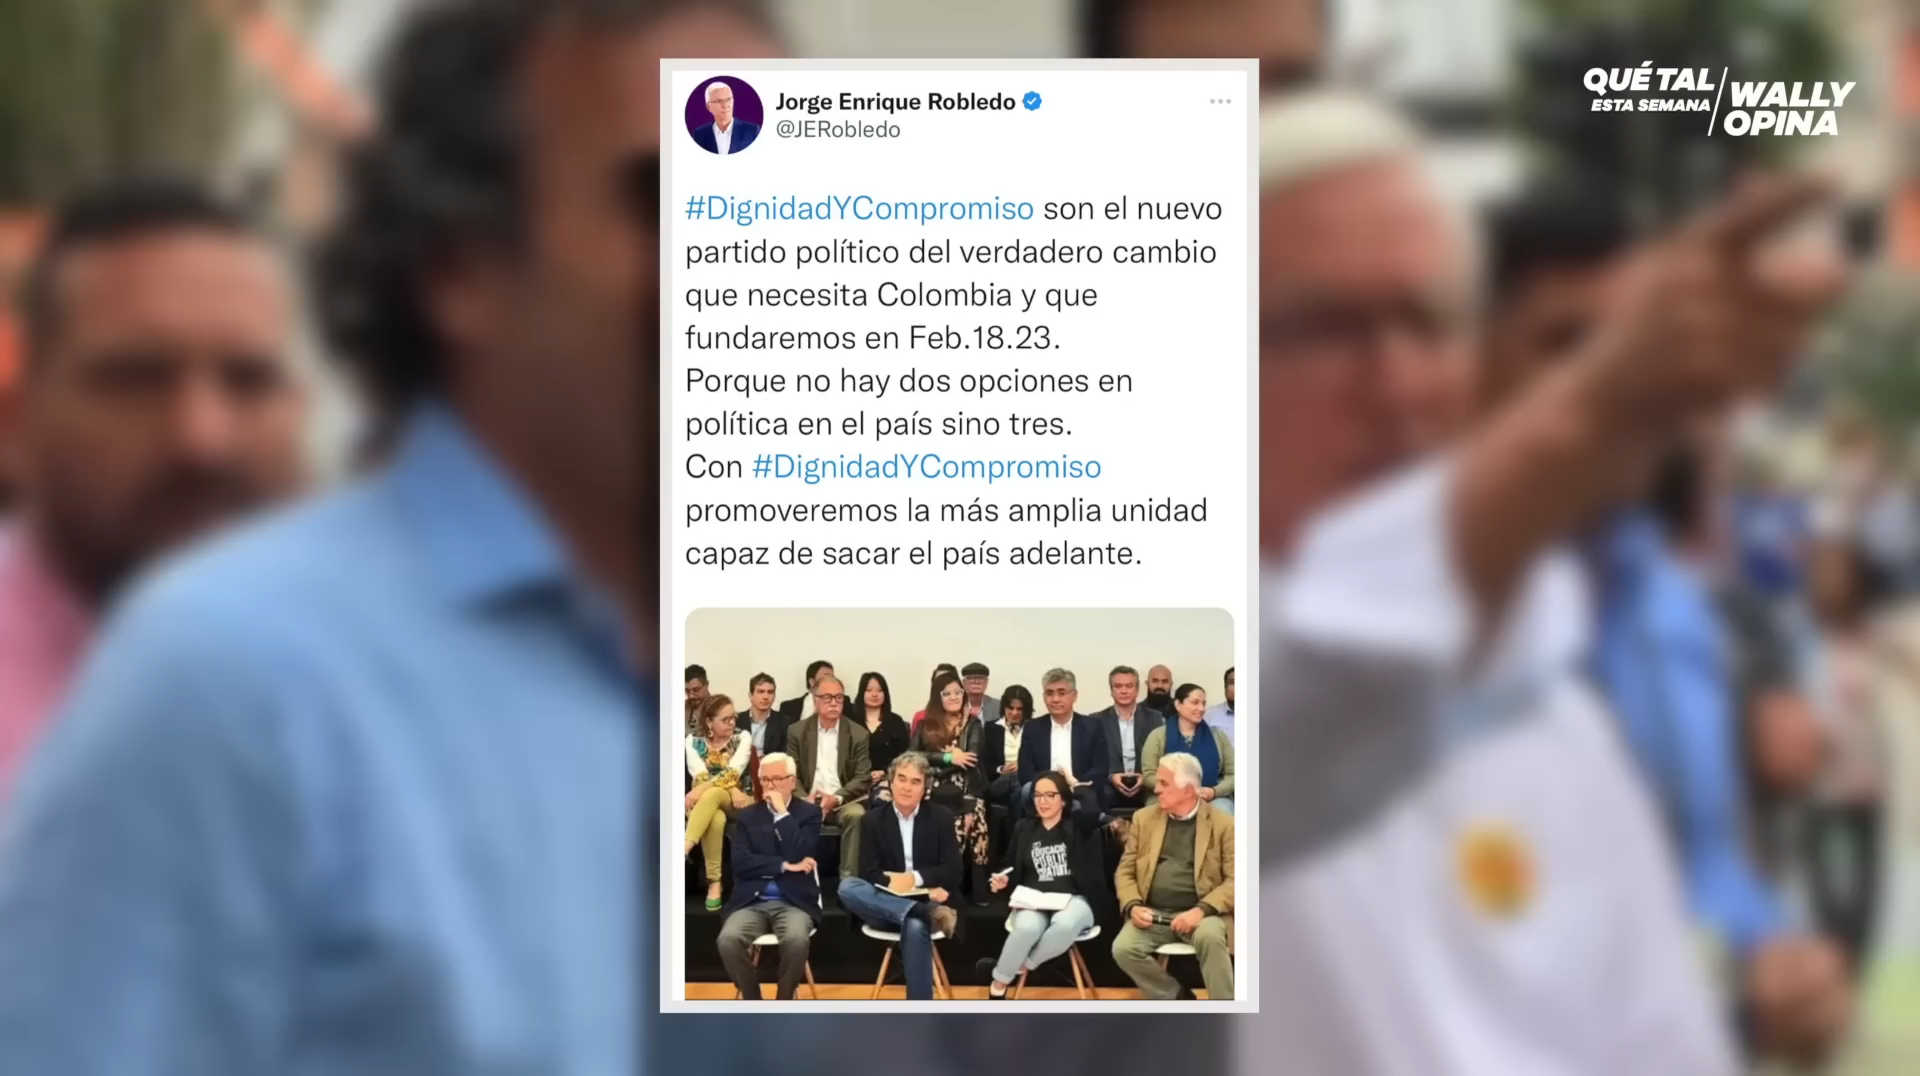 Jorge Enrique Robledo
@JERobledo
#DignidadYCompromiso son el nuevo
partido político del verdadero cambio
que necesita Colombia y que
fundaremos en Feb.18.23.
Porque no hay dos opciones en
política en el país sino tres.
Con #DignidadYCompromiso
promoveremos la más amplia unidad
capaz de sacar el país adelante.
QUÉ TAL
ESTA SEMANA
WALLY
OPINA